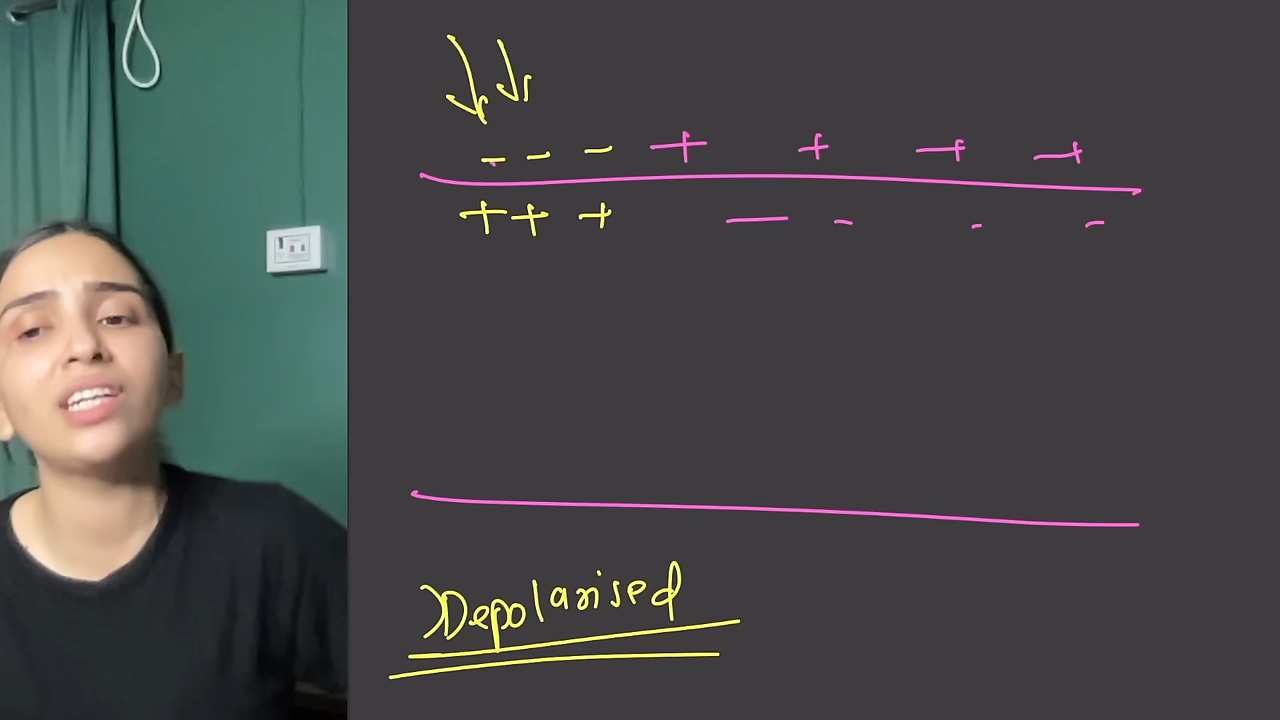 - - - + + + +
+ + + - - - -
Depolarised